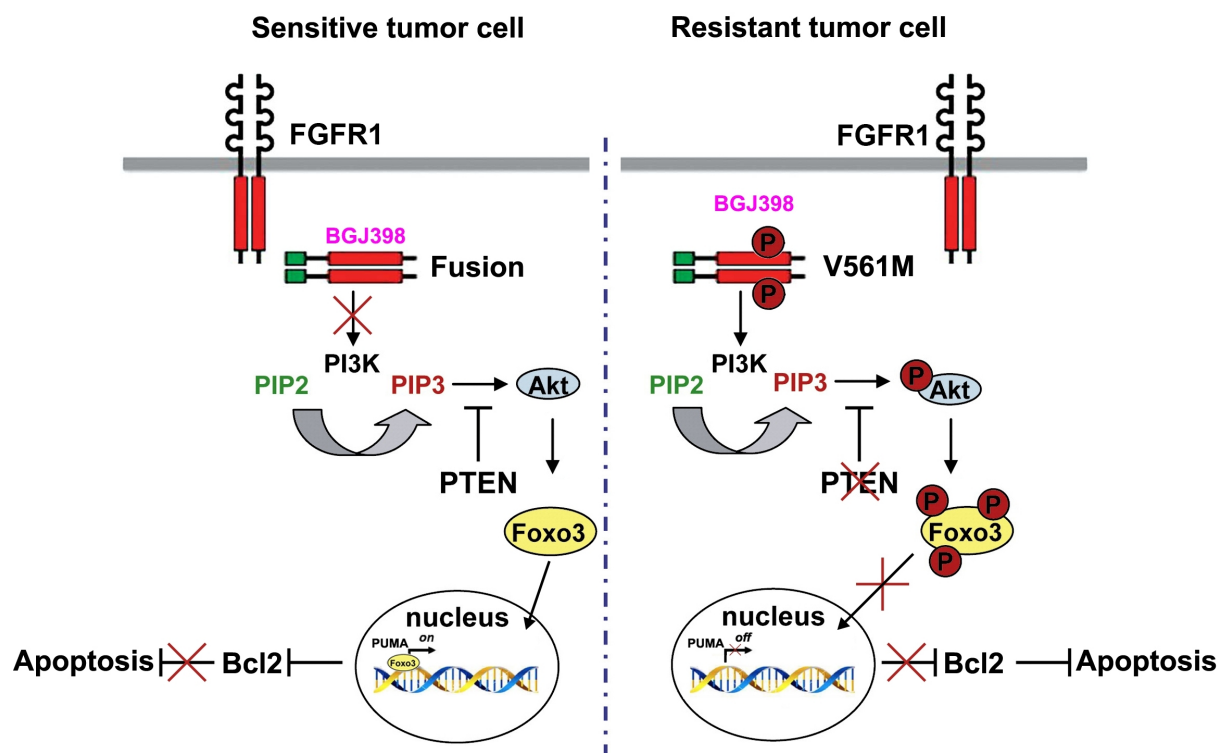 Sensitive tumor cell
FGFR1
BGJ398
Fusion
PI3K
PIP2
PIP3
Akt
PTEN
Foxo3
nucleus
PUMA
on
Foxo3
Apoptosis
Bcl2
Resistant tumor cell
FGFR1
BGJ398
P
V561M
P
PI3K
PIP2
PIP3
P
Akt
PTEN
P
P
Foxo3
P
nucleus
PUMA
off
Bcl2
Apoptosis